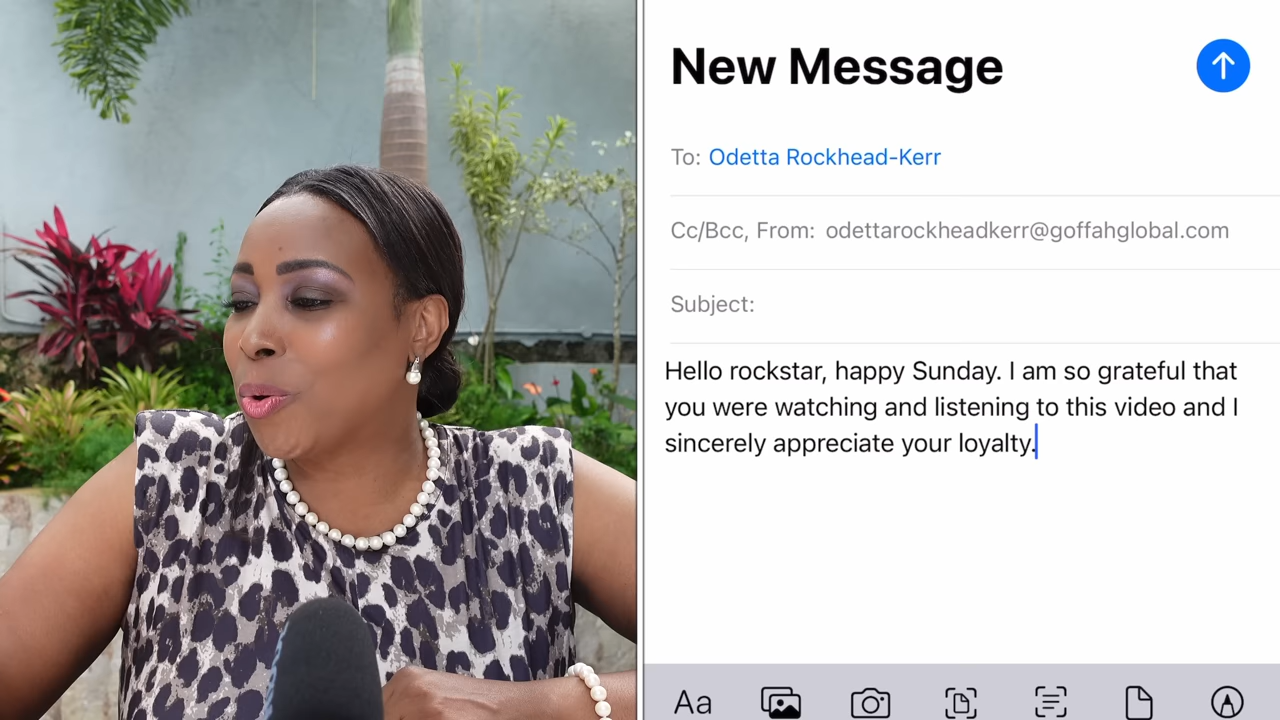 New Message
To: Odetta Rockhead-Kerr
Cc/Bcc, From: odettarockheadkerr@goffahglobal.com
Subject:
Hello rockstar, happy Sunday. I am so grateful that
you were watching and listening to this video and I
sincerely appreciate your loyalty.
Aa